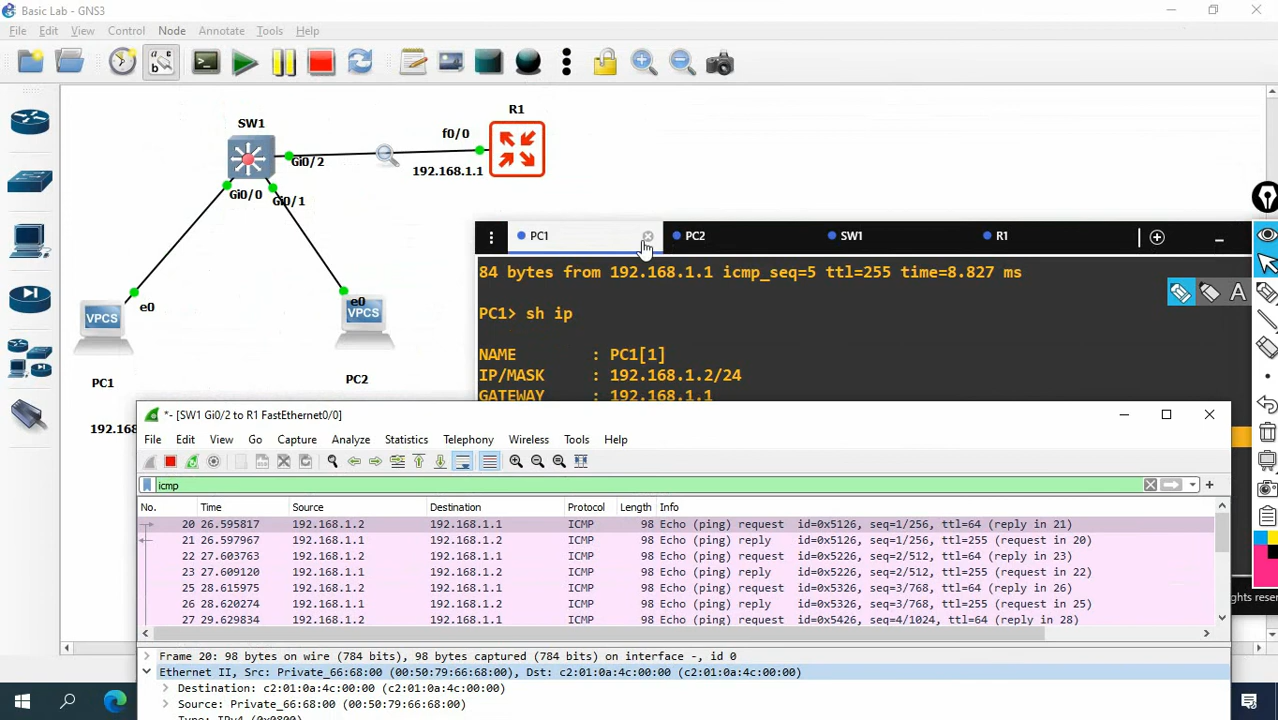 Basic Lab - GNS3
File Edit View Control Node Annotate Tools Help
SW1
R1
f0/0
Gi0/2
192.168.1.1
Gi0/0
Gi0/1
e0
e0
VPCS
VPCS
PC1
PC2
192.168
PC1 PC2 SW1 R1
84 bytes from 192.168.1.1 icmp_seq=5 ttl=255 time=8.827 ms
PC1> sh ip
NAME : PC1[1]
IP/MASK : 192.168.1.2/24
GATEWAY : 192.168.1.1
*- [SW1 Gi0/2 to R1 FastEthernet0/0]
File Edit View Go Capture Analyze Statistics Telephony Wireless Tools Help
icmp
No. Time Source Destination Protocol Length Info
20 26.595817 192.168.1.2 192.168.1.1 ICMP 98 Echo (ping) request id=0x5126, seq=1/256, ttl=64 (reply in 21)
21 26.597967 192.168.1.1 192.168.1.2 ICMP 98 Echo (ping) reply id=0x5126, seq=1/256, ttl=255 (request in 20)
22 27.603763 192.168.1.2 192.168.1.1 ICMP 98 Echo (ping) request id=0x5226, seq=2/512, ttl=64 (reply in 23)
23 27.609120 192.168.1.1 192.168.1.2 ICMP 98 Echo (ping) reply id=0x5226, seq=2/512, ttl=255 (request in 22)
25 28.615975 192.168.1.2 192.168.1.1 ICMP 98 Echo (ping) request id=0x5326, seq=3/768, ttl=64 (reply in 26)
26 28.620274 192.168.1.1 192.168.1.2 ICMP 98 Echo (ping) reply id=0x5326, seq=3/768, ttl=255 (request in 25)
27 29.629834 192.168.1.2 192.168.1.1 ICMP 98 Echo (ping) request id=0x5426, seq=4/1024, ttl=64 (reply in 28)
Frame 20: 98 bytes on wire (784 bits), 98 bytes captured (784 bits) on interface -, id 0
Ethernet II, Src: Private_66:68:00 (00:50:79:66:68:00), Dst: c2:01:0a:4c:00:00 (c2:01:0a:4c:00:00)
Destination: c2:01:0a:4c:00:00 (c2:01:0a:4c:00:00)
Source: Private_66:68:00 (00:50:79:66:68:00)
Type: IPv4 (0x0800)